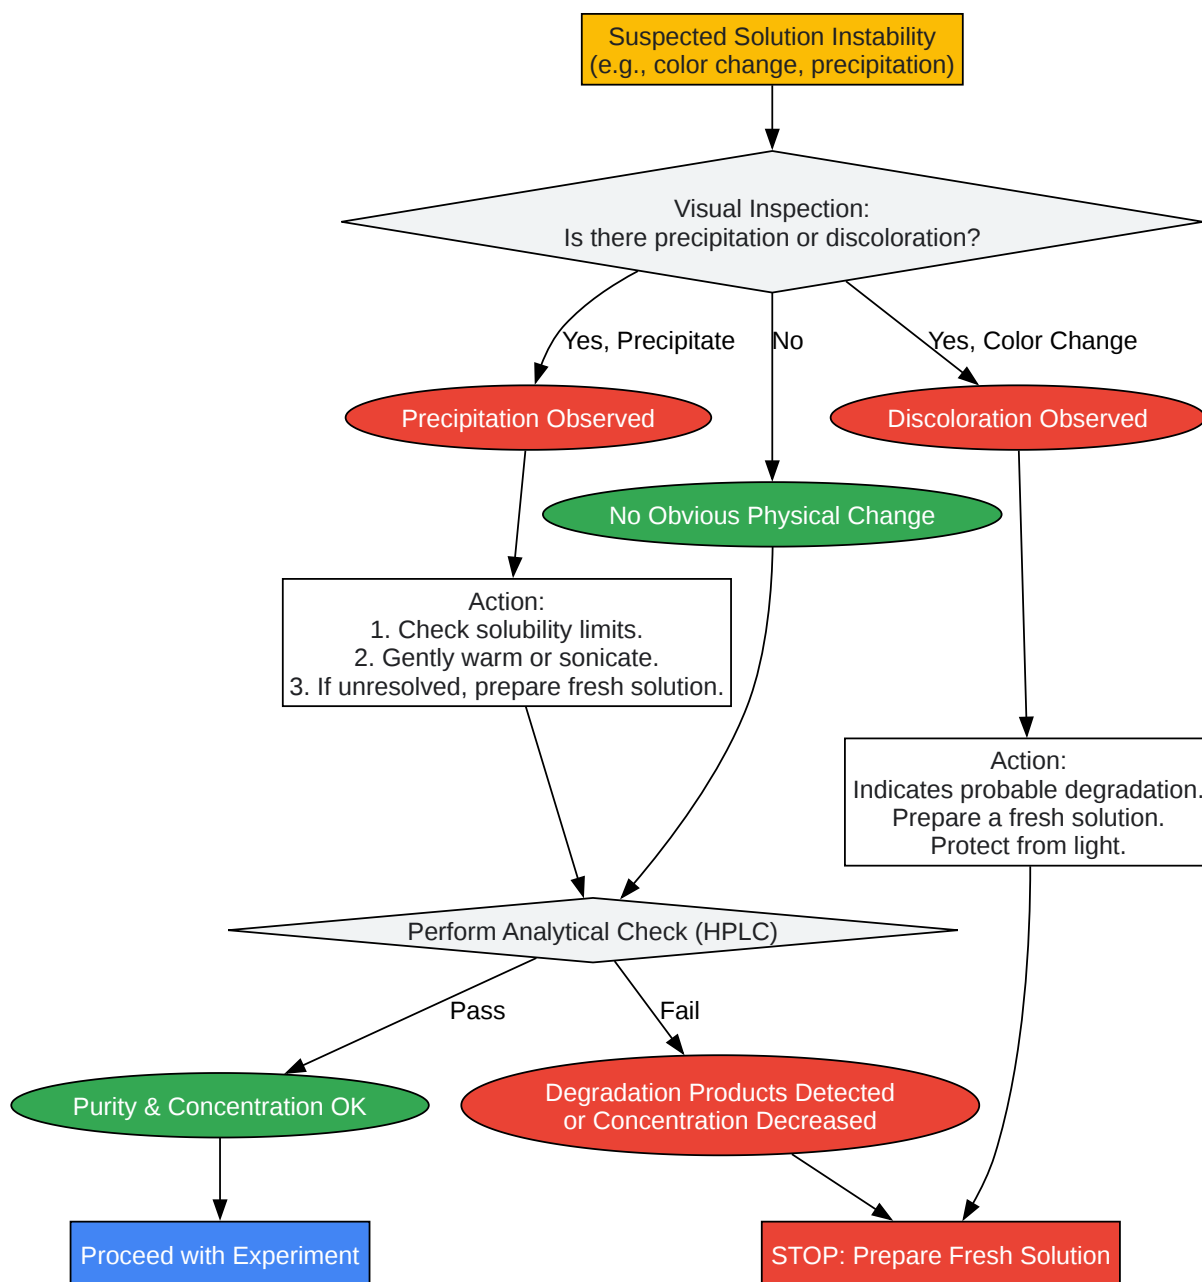 Suspected Solution Instability
(e.g., color change, precipitation)
Visual Inspection:
Is there precipitation or discoloration?
Yes, Precipitate
No
Yes, Color Change
Precipitation Observed
Discoloration Observed
No Obvious Physical Change
Action:
1. Check solubility limits.
2. Gently warm or sonicate.
3. If unresolved, prepare fresh solution.
Action:
Indicates probable degradation.
Prepare a fresh solution.
Protect from light.
Perform Analytical Check (HPLC)
Pass
Fail
Purity & Concentration OK
Degradation Products Detected
or Concentration Decreased
Proceed with Experiment
STOP: Prepare Fresh Solution